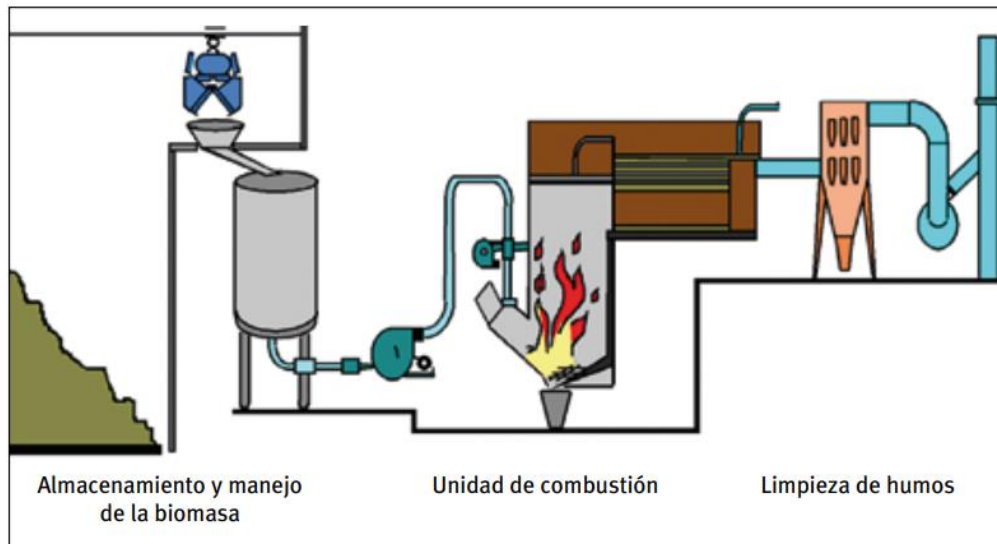 Almacenamiento y manejo
de la biomasa
Unidad de combustión
Limpieza de humos